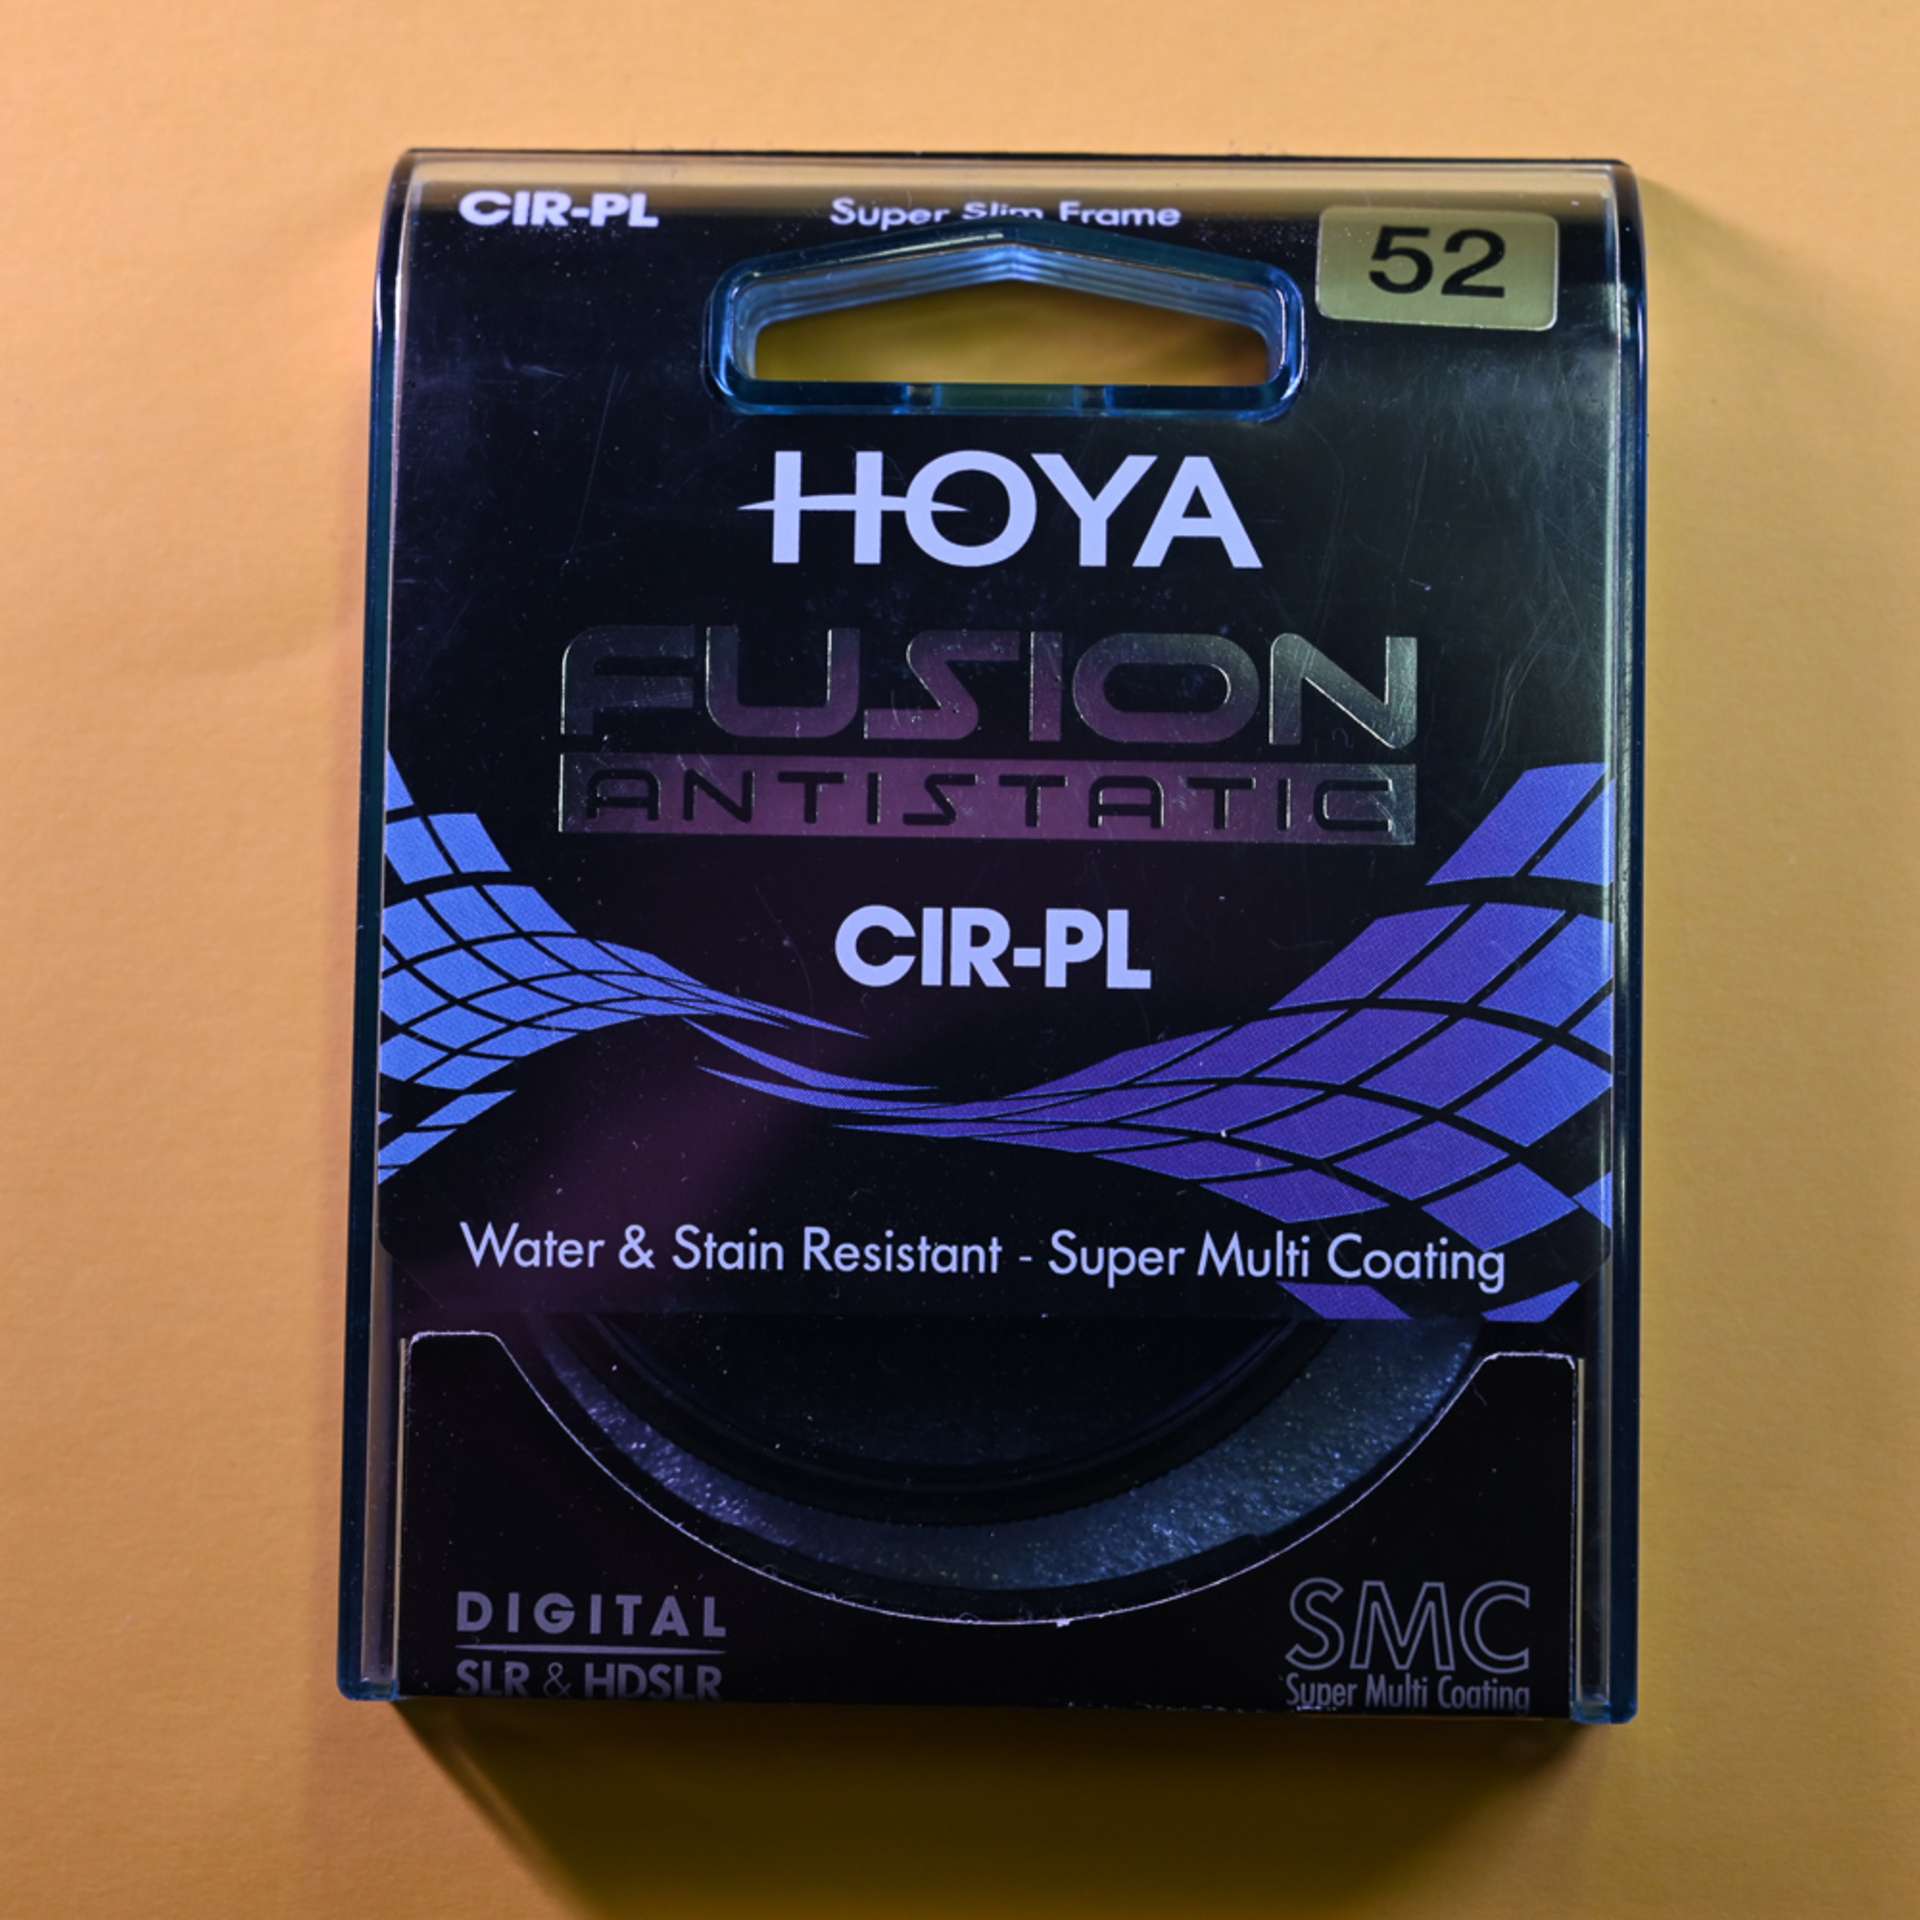 CIR-PL Super Slim Frame 52
HOYA
FUSION
ANTISTATIC
CIR-PL
Water & Stain Resistant - Super Multi Coating
DIGITAL
SLR & HDSLR
SMC
Super Multi Coating